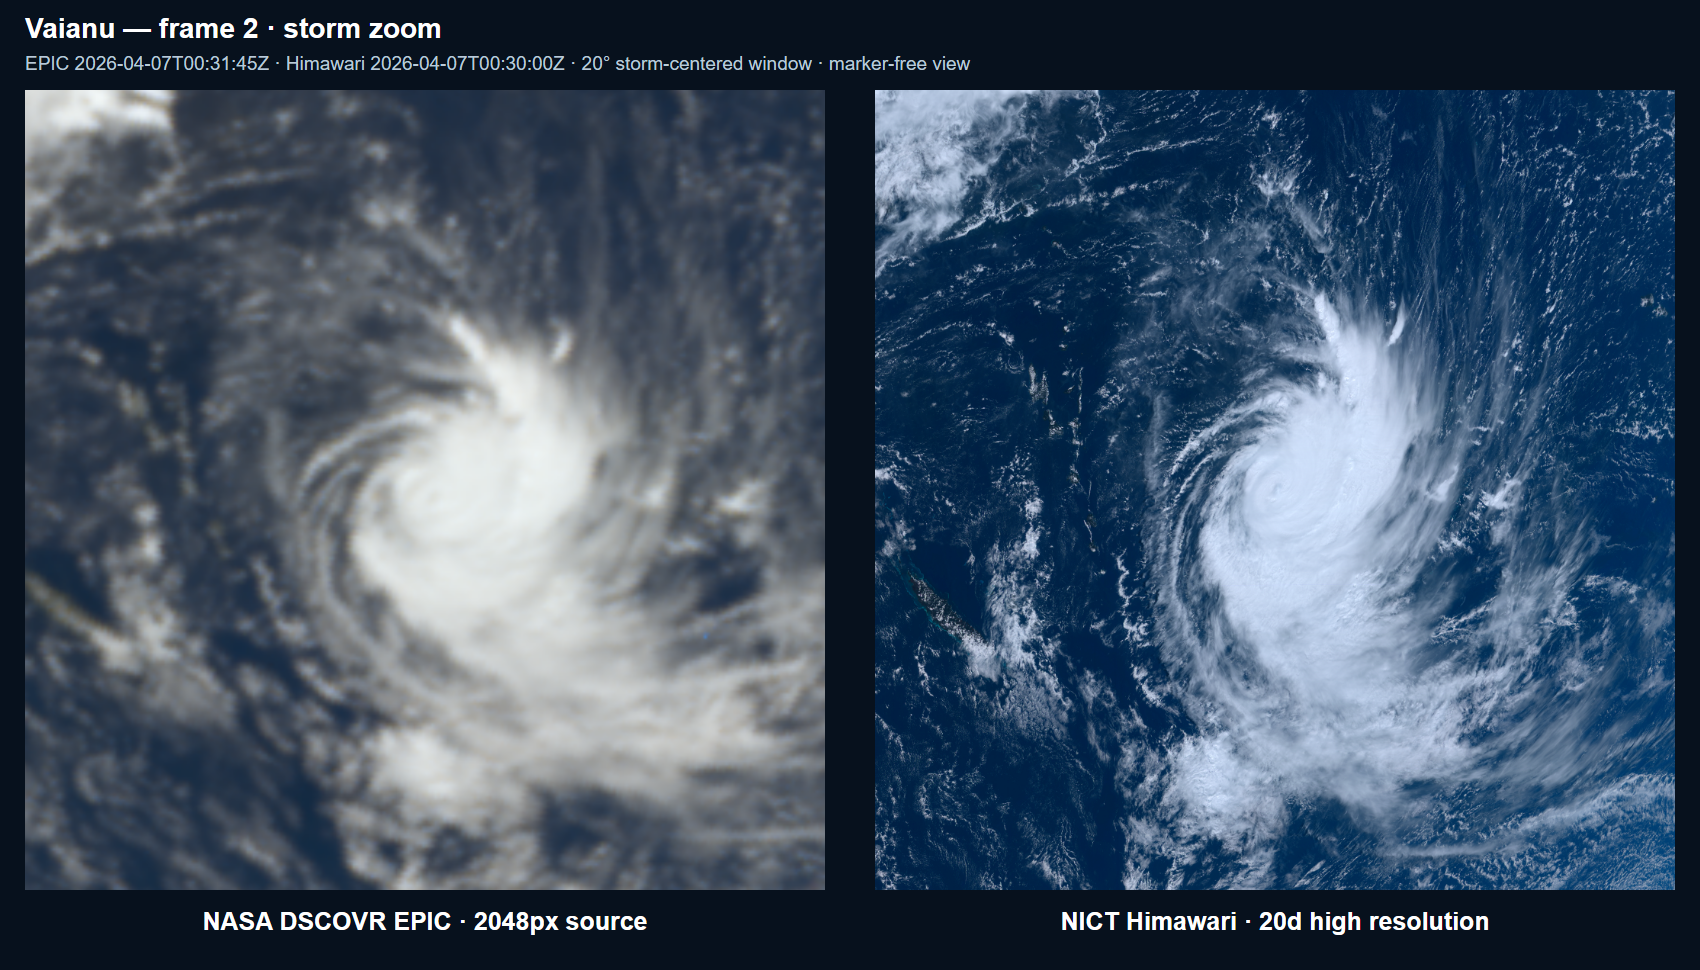 Vaianu — frame 2 · storm zoom
EPIC 2026-04-07T00:31:45Z · Himawari 2026-04-07T00:30:00Z · 20° storm-centered window · marker-free view
NASA DSCOVR EPIC · 2048px source
NICT Himawari · 20d high resolution